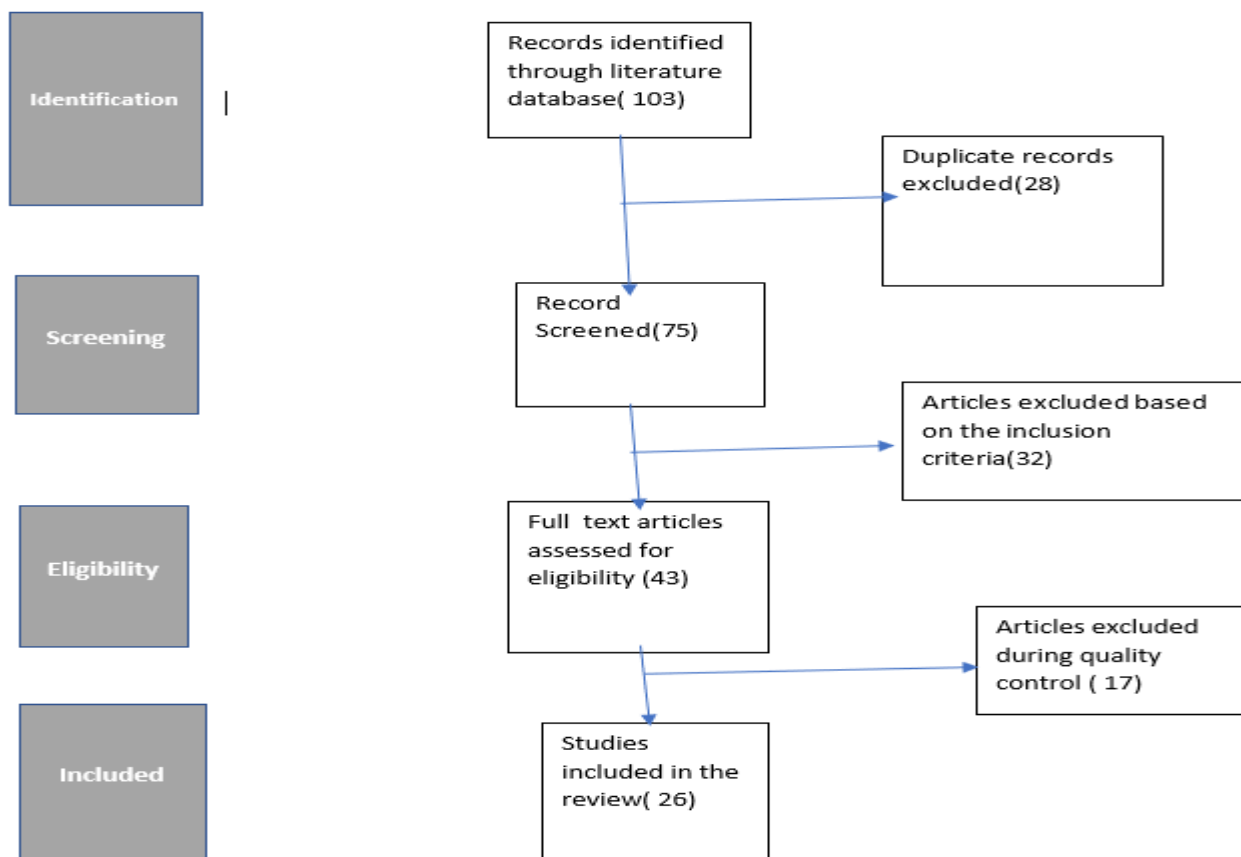 Identification
Records identified
through literature
database( 103)
Duplicate records
excluded(28)
Screening
Record
Screened(75)
Articles excluded based
on the inclusion
criteria(32)
Eligibility
Full  text articles
assessed for
eligibility (43)
Articles excluded
during quality
control ( 17)
Included
Studies
included in the
review( 26)